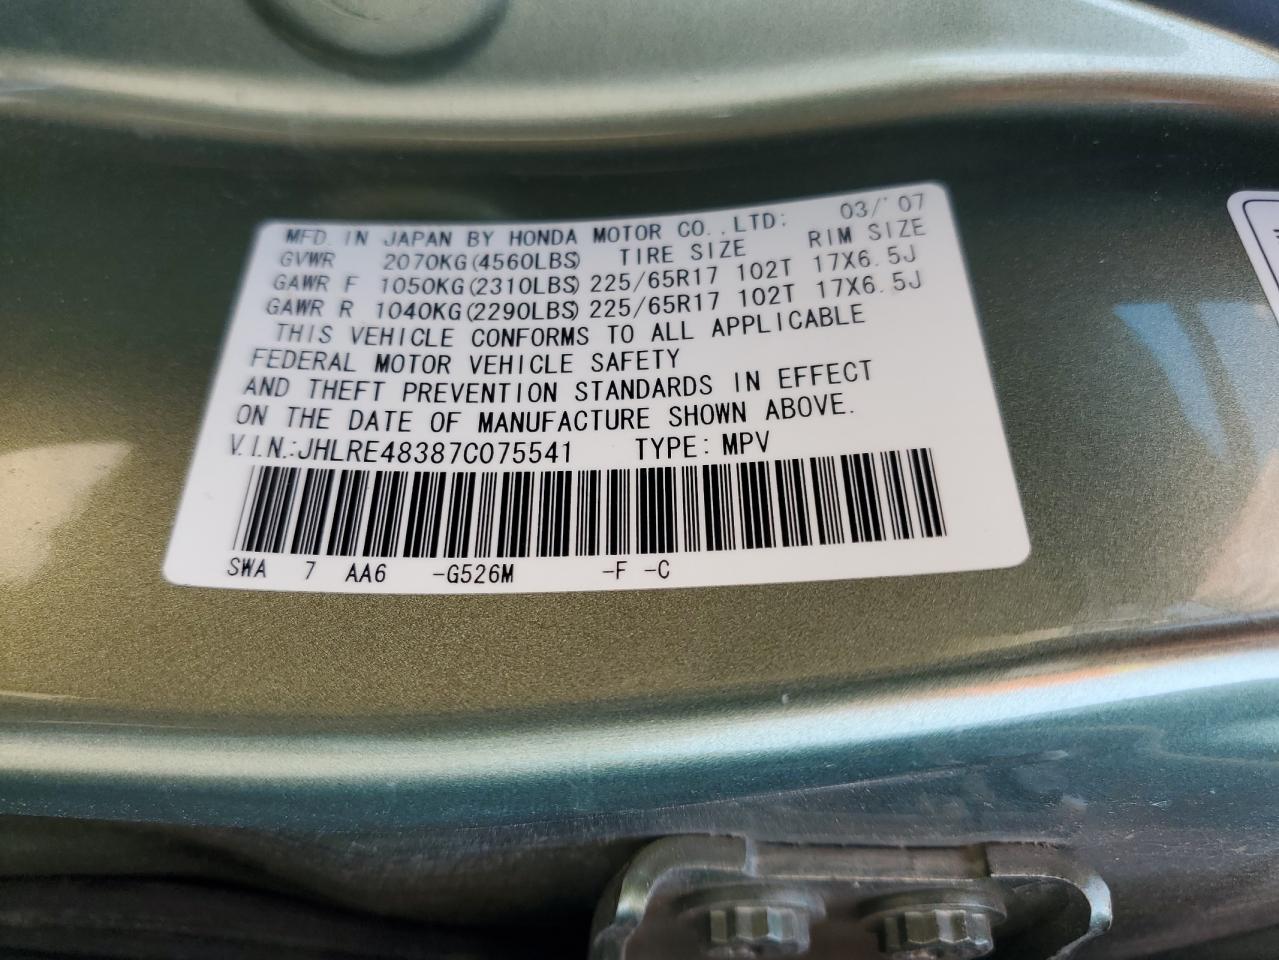 MFD. IN JAPAN BY HONDA MOTOR CO., LTD: 03/'07
GVWR 2070KG(4560LBS) TIRE SIZE RIM SIZE
GAWR F 1050KG(2310LBS) 225/65R17 102T 17X6.5J
GAWR R 1040KG(2290LBS) 225/65R17 102T 17X6.5J
THIS VEHICLE CONFORMS TO ALL APPLICABLE
FEDERAL MOTOR VEHICLE SAFETY
AND THEFT PREVENTION STANDARDS IN EFFECT
ON THE DATE OF MANUFACTURE SHOWN ABOVE.
V.I.N.:JHLRE48387C075541 TYPE: MPV
SWA 7 AA6 -G526M -F -C